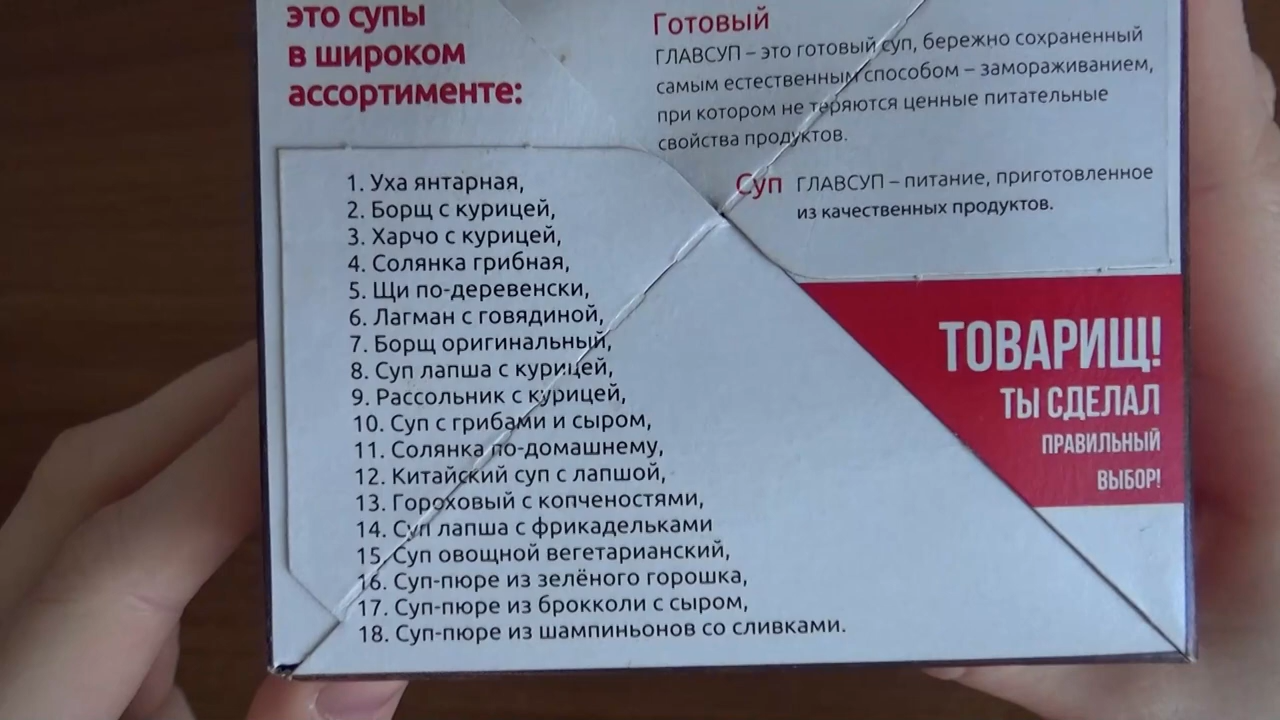 это супы
в широком
ассортименте:
1. Уха янтарная,
2. Борщ с курицей,
3. Харчо с курицей,
4. Солянка грибная,
5. Щи по-деревенски,
6. Лагман с говядиной,
7. Борщ оригинальный,
8. Суп лапша с курицей,
9. Рассольник с курицей,
10. Суп с грибами и сыром,
11. Солянка по-домашнему,
12. Китайский суп с лапшой,
13. Гороховый с копченостями,
14. Суп лапша с фрикадельками
15. Суп овощной вегетарианский,
16. Суп-пюре из зелёного горошка,
17. Суп-пюре из брокколи с сыром,
18. Суп-пюре из шампиньонов со сливками.
Готовый
ГЛАВСУП – это готовый суп, бережно сохраненный
самым естественным способом – замораживанием,
при котором не теряются ценные питательные
свойства продуктов.
Суп ГЛАВСУП – питание, приготовленное
из качественных продуктов.
ТОВАРИЩ!
ТЫ СДЕЛАЛ
ПРАВИЛЬНЫЙ
ВЫБОР!